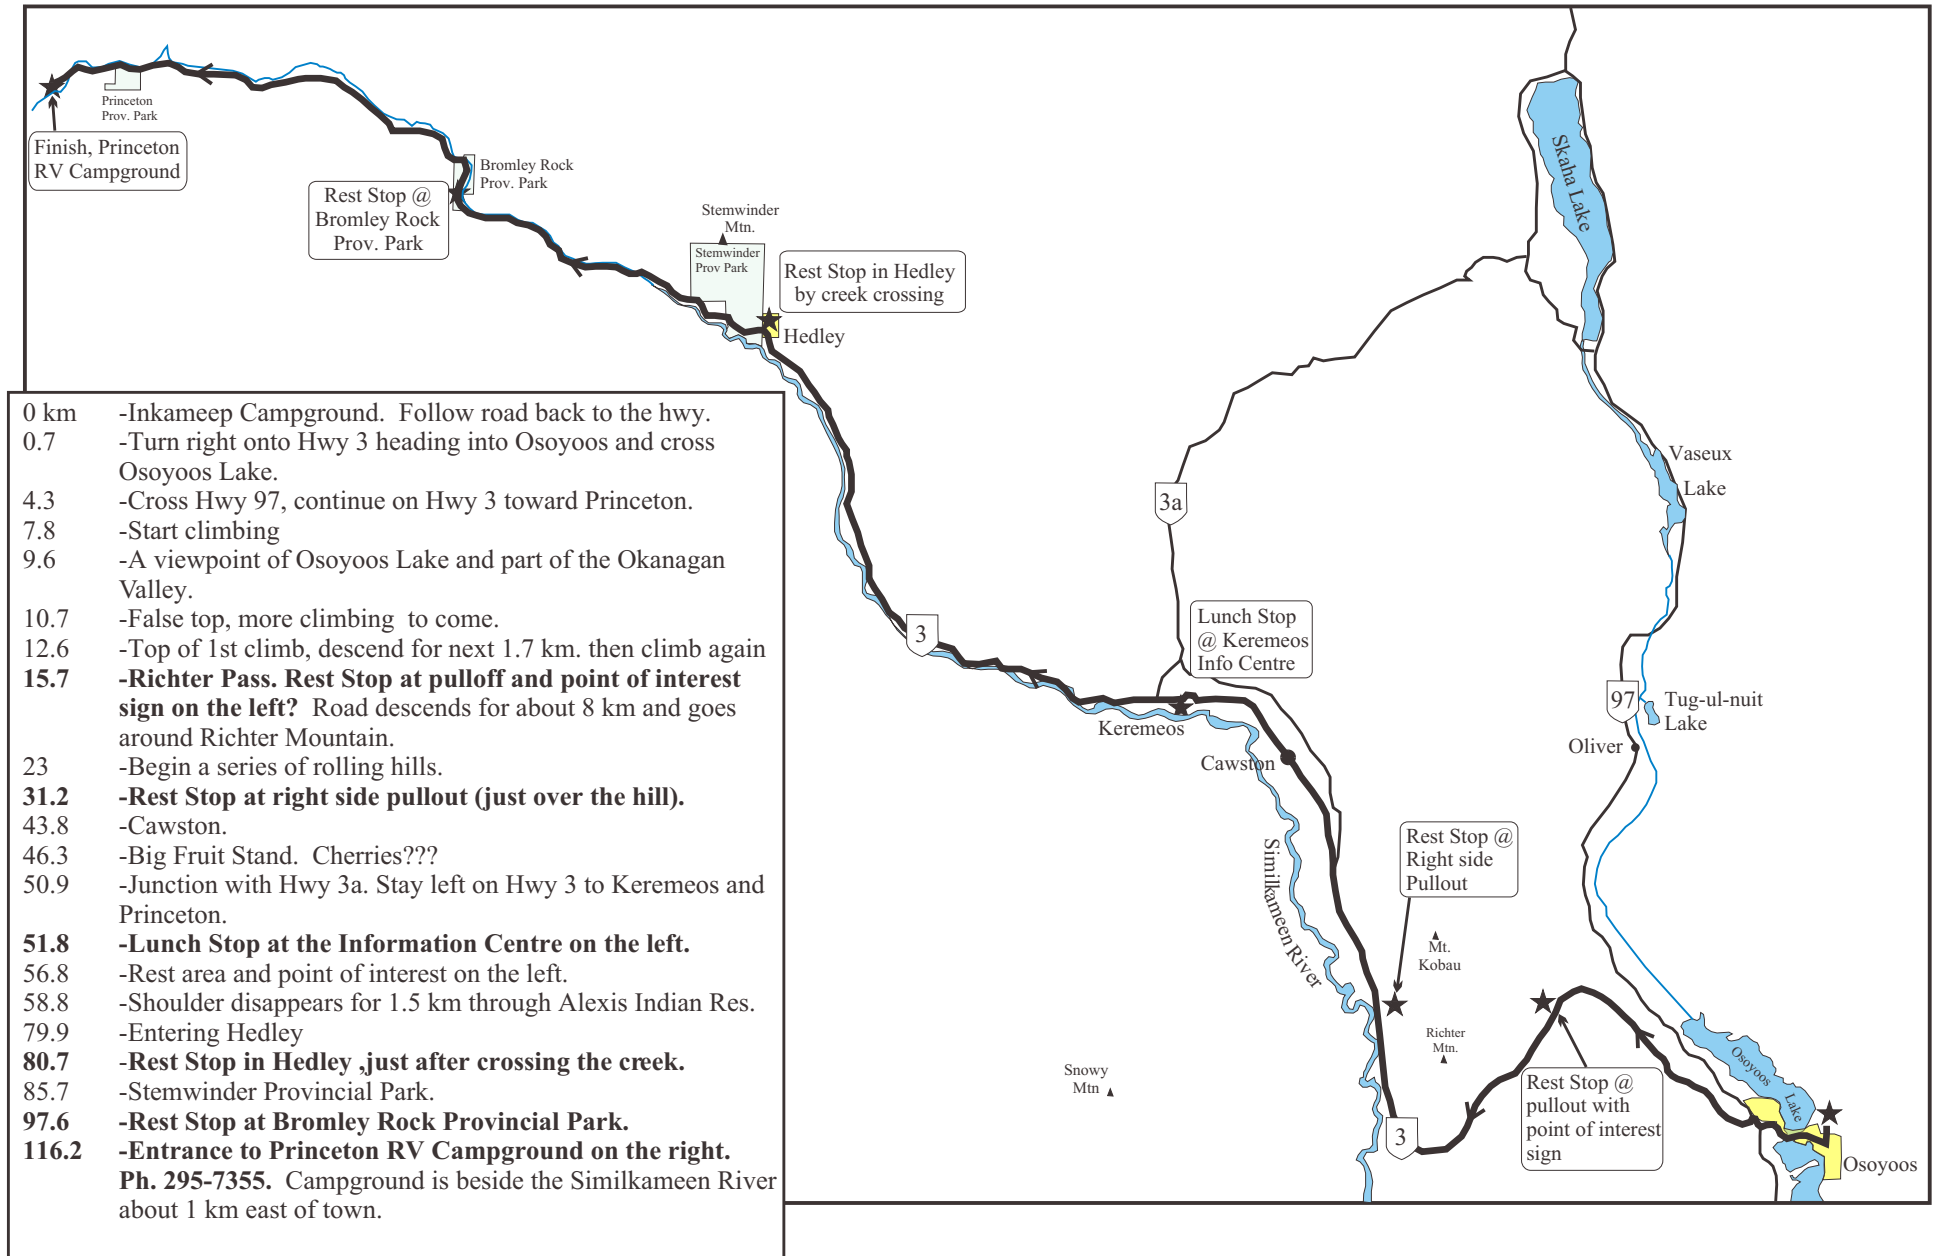 Princeton
Prov. Park
Finish, Princeton
RV Campground
Bromley Rock
Prov. Park
Rest Stop @
Bromley Rock
Prov. Park
Stemwinder
Mtn.
Stemwinder
Prov Park
Rest Stop in Hedley
by creek crossing
Hedley
Skaha Lake
Vaseux
Lake
3a
3
Lunch Stop
@ Keremeos
Info Centre
Keremeos
Cawston
97
Tug-ul-nuit
Lake
Oliver
Similkameen River
Rest Stop @
Right side
Pullout
Mt.
Kobau
Richter
Mtn.
Snowy
Mtn
3
Rest Stop @
pullout with
point of interest
sign
Osoyoos
Lake
Osoyoos
0 km -Inkameep Campground.  Follow road back to the hwy.
0.7 -Turn right onto Hwy 3 heading into Osoyoos and cross
Osoyoos Lake.
4.3 -Cross Hwy 97, continue on Hwy 3 toward Princeton.
7.8 -Start climbing
9.6 -A viewpoint of Osoyoos Lake and part of the Okanagan
Valley.
10.7 -False top, more climbing  to come.
12.6 -Top of 1st climb, descend for next 1.7 km. then climb again
15.7 -Richter Pass. Rest Stop at pulloff and point of interest
sign on the left?  Road descends for about 8 km and goes
around Richter Mountain.
23 -Begin a series of rolling hills.
31.2 -Rest Stop at right side pullout (just over the hill).
43.8 -Cawston.
46.3 -Big Fruit Stand.  Cherries???
50.9 -Junction with Hwy 3a. Stay left on Hwy 3 to Keremeos and
Princeton.
51.8 -Lunch Stop at the Information Centre on the left.
56.8 -Rest area and point of interest on the left.
58.8 -Shoulder disappears for 1.5 km through Alexis Indian Res.
79.9 -Entering Hedley
80.7 -Rest Stop in Hedley ,just after crossing the creek.
85.7 -Stemwinder Provincial Park.
97.6 -Rest Stop at Bromley Rock Provincial Park.
116.2 -Entrance to Princeton RV Campground on the right.
Ph. 295-7355.  Campground is beside the Similkameen River
about 1 km east of town.